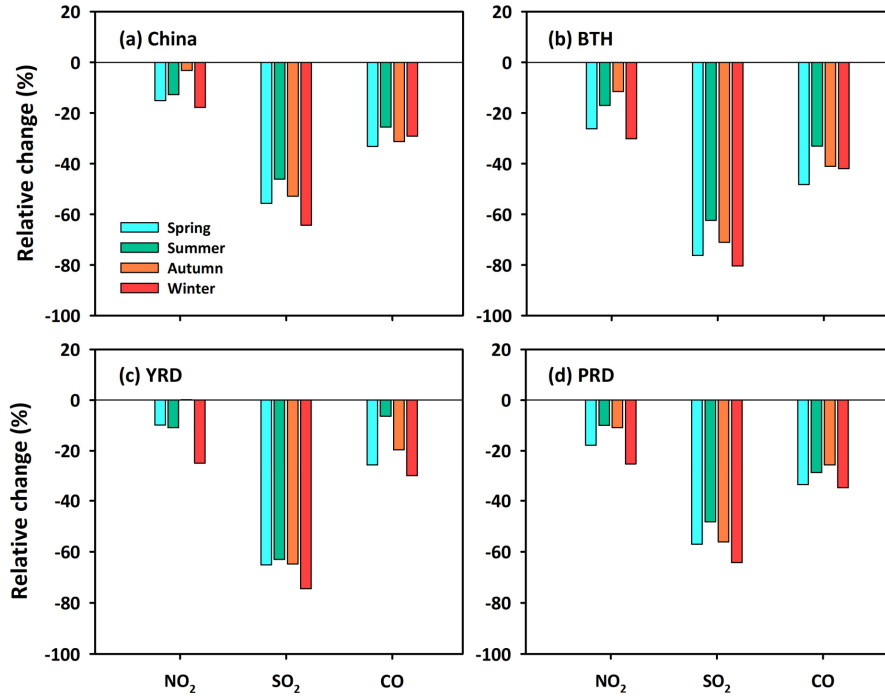 20
0
-20
-40
-60
-80
-100
Relative change (%)
(a) China
Spring
Summer
Autumn
Winter
20
0
-20
-40
-60
-80
-100
(b) BTH
20
0
-20
-40
-60
-80
-100
Relative change (%)
(c) YRD
NO₂ SO₂ CO
20
0
-20
-40
-60
-80
-100
(d) PRD
NO₂ SO₂ CO